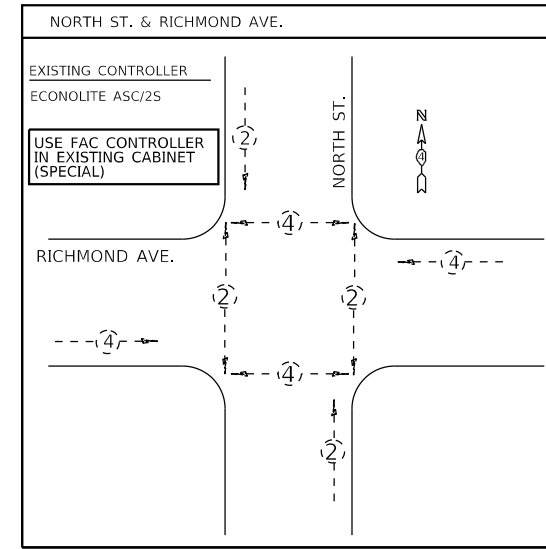 NORTH ST. & RICHMOND AVE.
EXISTING CONTROLLER
ECONOLITE ASC/2S
USE FAC CONTROLLER
IN EXISTING CABINET
(SPECIAL)
2
NORTH ST.
N
4
4
RICHMOND AVE.
4
2
2
4
4
2